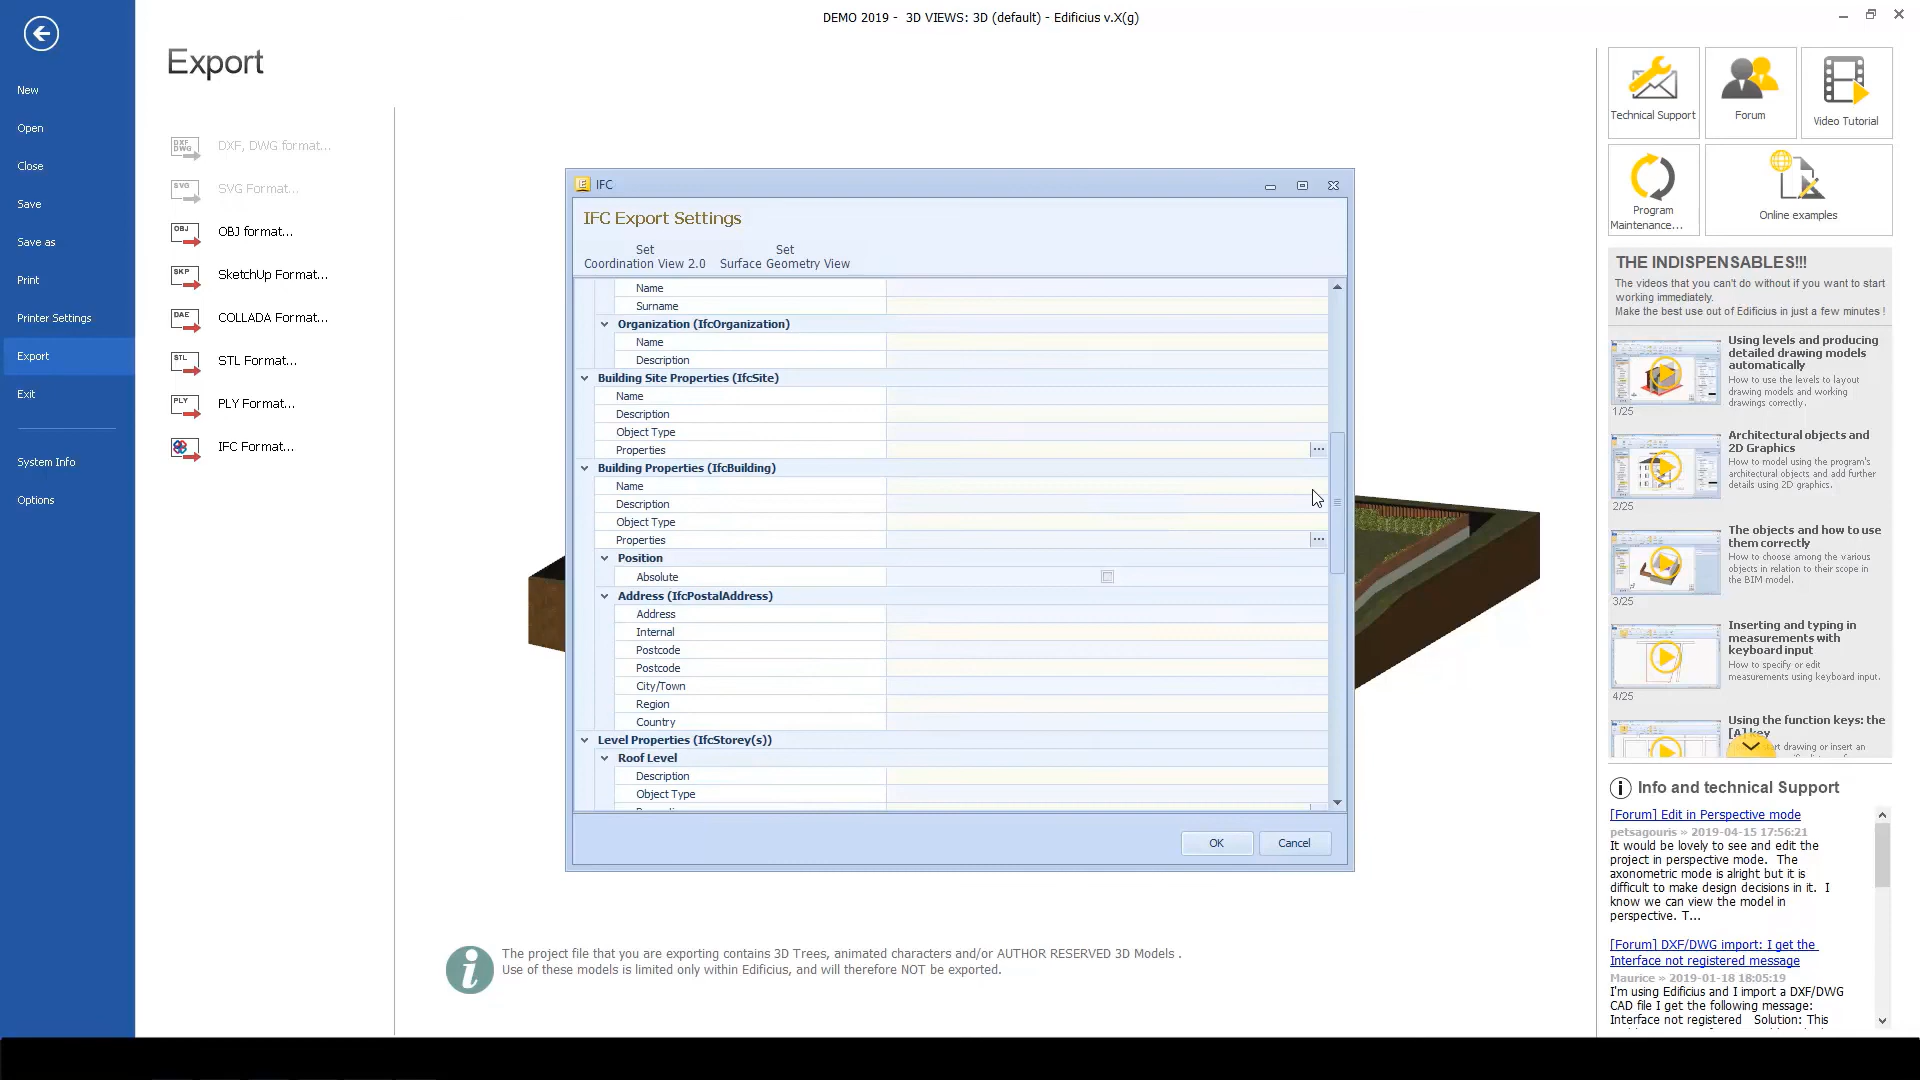 DEMO 2019 -  3D VIEWS: 3D (default) - Edificius v.X(g)
New
Open
Close
Save
Save as
Print
Printer Settings
Export
Exit
System Info
Options
Export
DXF DWG
DXF, DWG format...
SVG
SVG Format...
OBJ
OBJ format...
SKP
SketchUp Format...
DAE
COLLADA Format...
STL
STL Format...
PLY
PLY Format...
IFC Format...
IFC
IFC Export Settings
Set
Coordination View 2.0
Set
Surface Geometry View
Name
Surname
Organization (IfcOrganization)
Name
Description
Building Site Properties (IfcSite)
Name
Description
Object Type
Properties
Building Properties (IfcBuilding)
Name
Description
Object Type
Properties
Position
Absolute
Address (IfcPostalAddress)
Address
Internal
Postcode
Postcode
City/Town
Region
Country
Level Properties (IfcStorey(s))
Roof Level
Description
Object Type
OK
Cancel
The project file that you are exporting contains 3D Trees, animated characters and/or AUTHOR RESERVED 3D Models .
Use of these models is limited only within Edificius, and will therefore NOT be exported.
Technical Support
Forum
Video Tutorial
Program
Maintenance...
Online examples
THE INDISPENSABLES!!!
The videos that you can't do without if you want to start
working immediately.
Make the best use out of Edificius in just a few minutes !
Using levels and producing
detailed drawing models
automatically
How to use the levels to layout
drawing models and working
drawings correctly.
1/25
Architectural objects and
2D Graphics
How to model using the program's
architectural objects and add further
details using 2D graphics.
2/25
The objects and how to use
them correctly
How to choose among the various
objects in relation to their scope in
the BIM model.
3/25
Inserting and typing in
measurements with
keyboard input
How to specify or edit
measurements using keyboard input.
4/25
Using the function keys: the
[A] key
start drawing or insert an
Info and technical Support
[Forum] Edit in Perspective mode
petsagouris » 2019-04-15 17:56:21
It would be lovely to see and edit the
project in perspective mode.  The
axonometric mode is alright but it is
difficult to make design decisions in it.  I
know we can view the model in
perspective. T...
[Forum] DXF/DWG import: I get the
Interface not registered message
Maurice » 2019-01-18 18:05:19
I'm using Edificius and I import a DXF/DWG
CAD file I get the following message:
Interface not registered   Solution: This